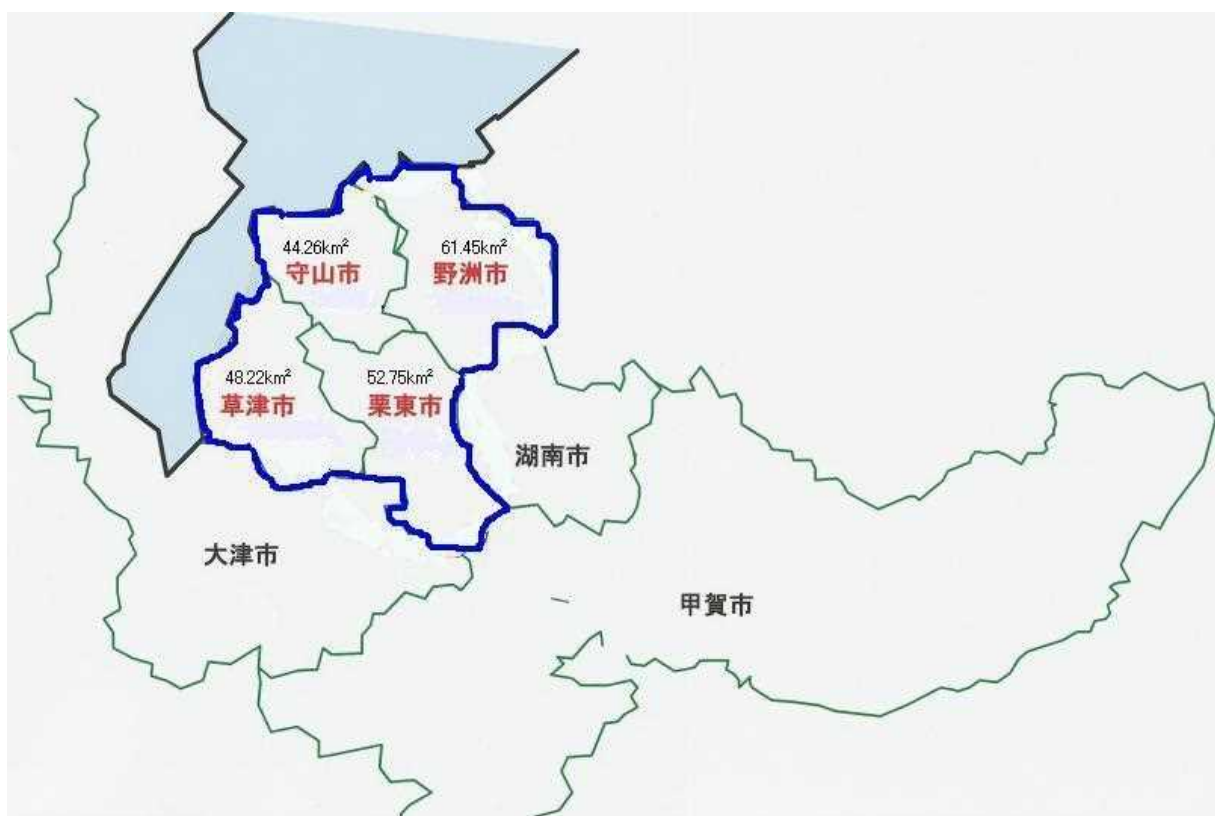 44.26km²
守山市
61.45km²
野洲市
48.22km²
草津市
52.75km²
栗東市
湖南市
大津市
甲賀市